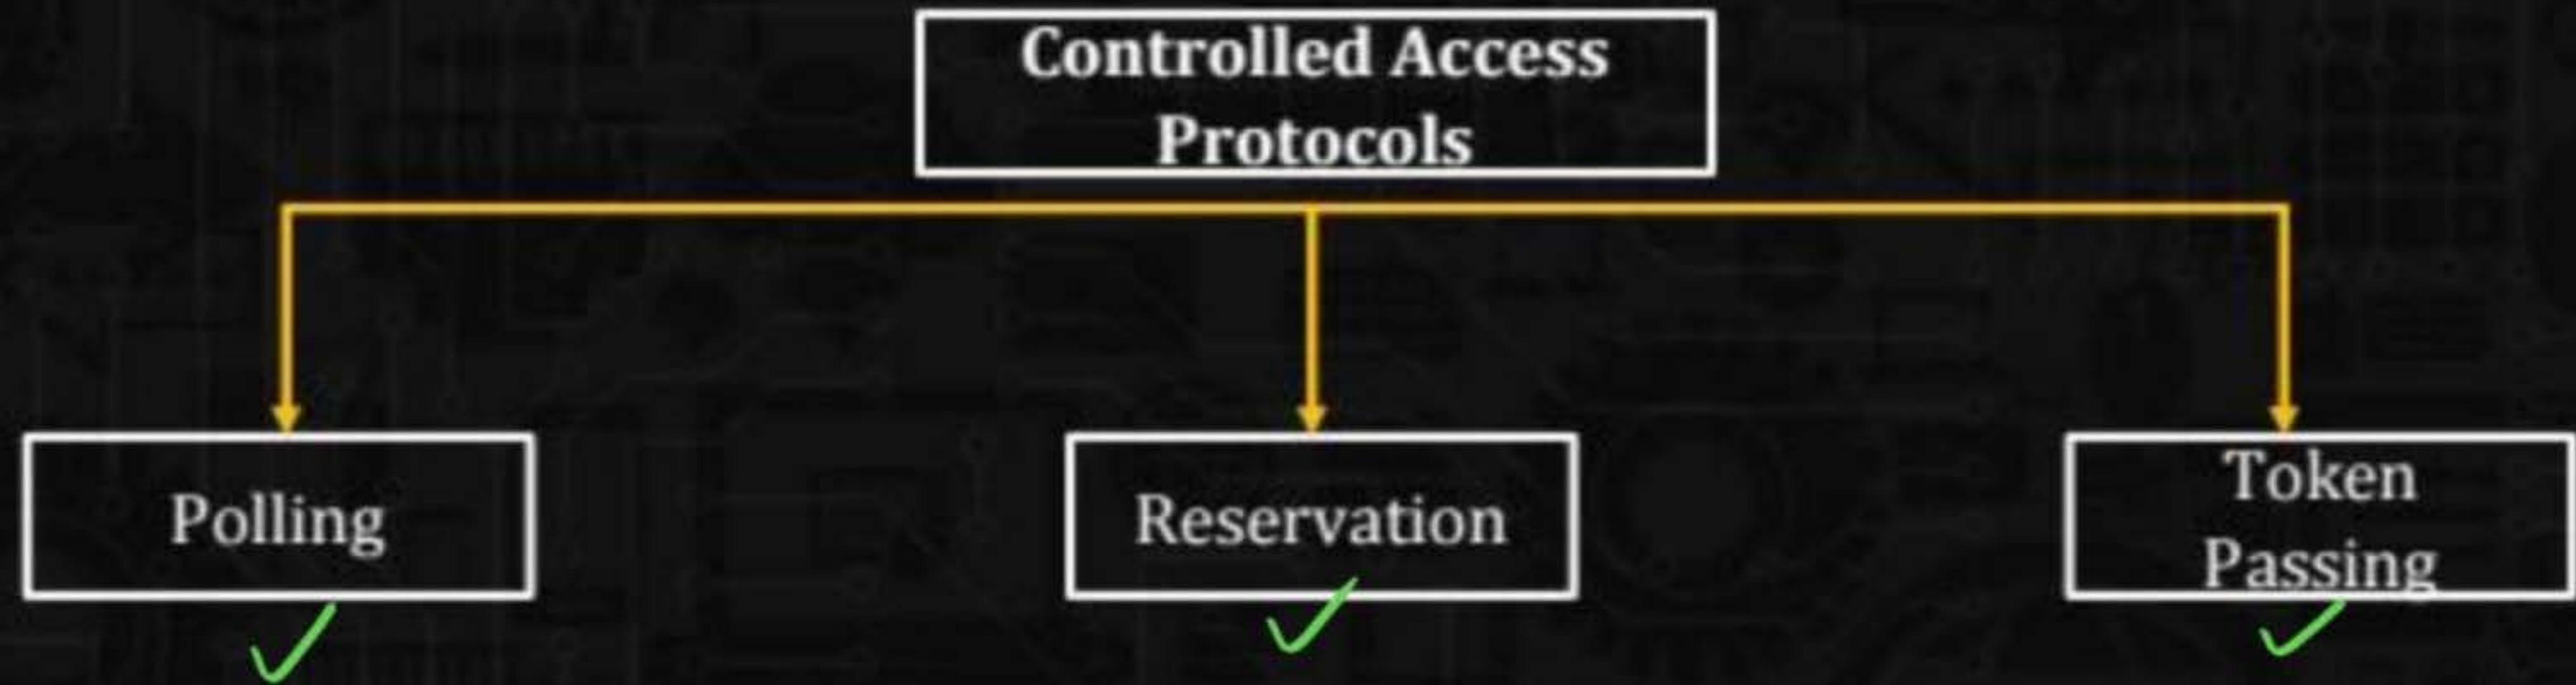 Controlled Access
Protocols
Polling
Reservation
Token
Passing